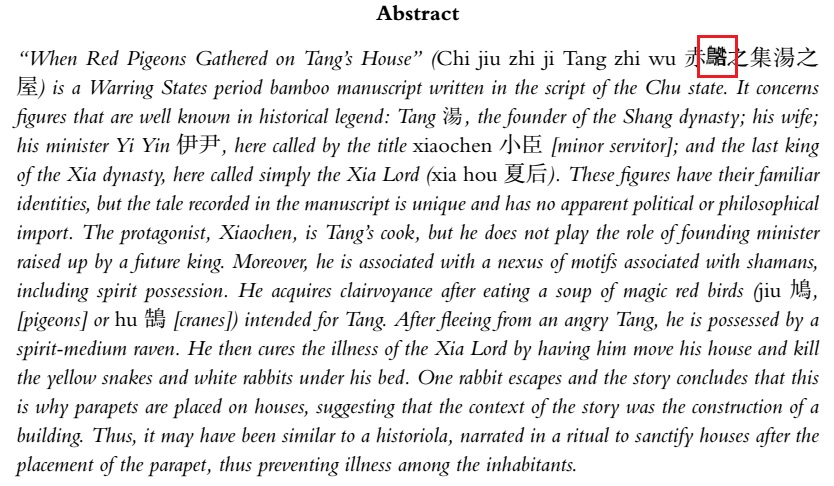 Abstract
“When Red Pigeons Gathered on Tang’s House” (Chi jiu zhi ji Tang zhi wu 赤 之集湯之
屋) is a Warring States period bamboo manuscript written in the script of the Chu state. It concerns
figures that are well known in historical legend: Tang 湯, the founder of the Shang dynasty; his wife;
his minister Yi Yin 伊尹, here called by the title xiaochen 小臣 [minor servitor]; and the last king
of the Xia dynasty, here called simply the Xia Lord (xia hou 夏后). These figures have their familiar
identities, but the tale recorded in the manuscript is unique and has no apparent political or philosophical
import. The protagonist, Xiaochen, is Tang’s cook, but he does not play the role of founding minister
raised up by a future king. Moreover, he is associated with a nexus of motifs associated with shamans,
including spirit possession. He acquires clairvoyance after eating a soup of magic red birds (jiu 鳩,
[pigeons] or hu 鵠 [cranes]) intended for Tang. After fleeing from an angry Tang, he is possessed by a
spirit-medium raven. He then cures the illness of the Xia Lord by having him move his house and kill
the yellow snakes and white rabbits under his bed. One rabbit escapes and the story concludes that this
is why parapets are placed on houses, suggesting that the context of the story was the construction of a
building. Thus, it may have been similar to a historiola, narrated in a ritual to sanctify houses after the
placement of the parapet, thus preventing illness among the inhabitants.